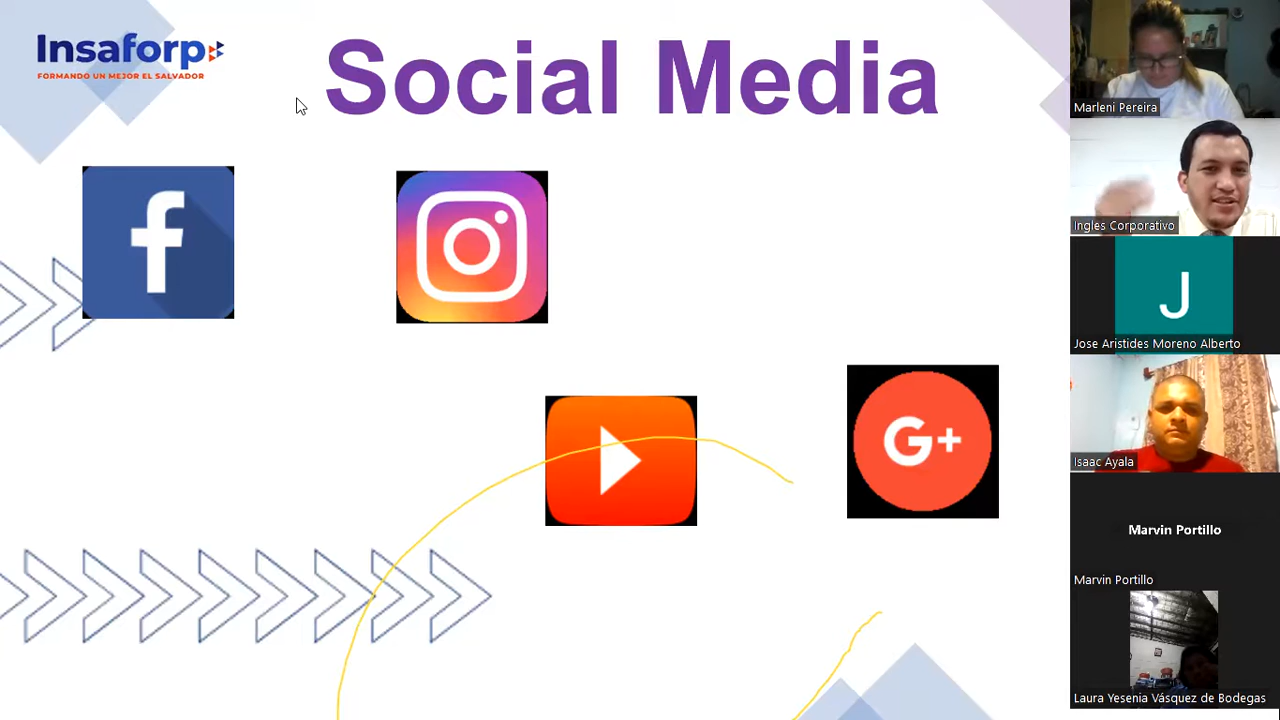 Insaforp
FORMANDO UN MEJOR EL SALVADOR
Social Media
f
G+
Marleni Pereira
Ingles Corporativo
J
Jose Aristides Moreno Alberto
Isaac Ayala
Marvin Portillo
Marvin Portillo
Laura Yesenia Vásquez de Bodegas